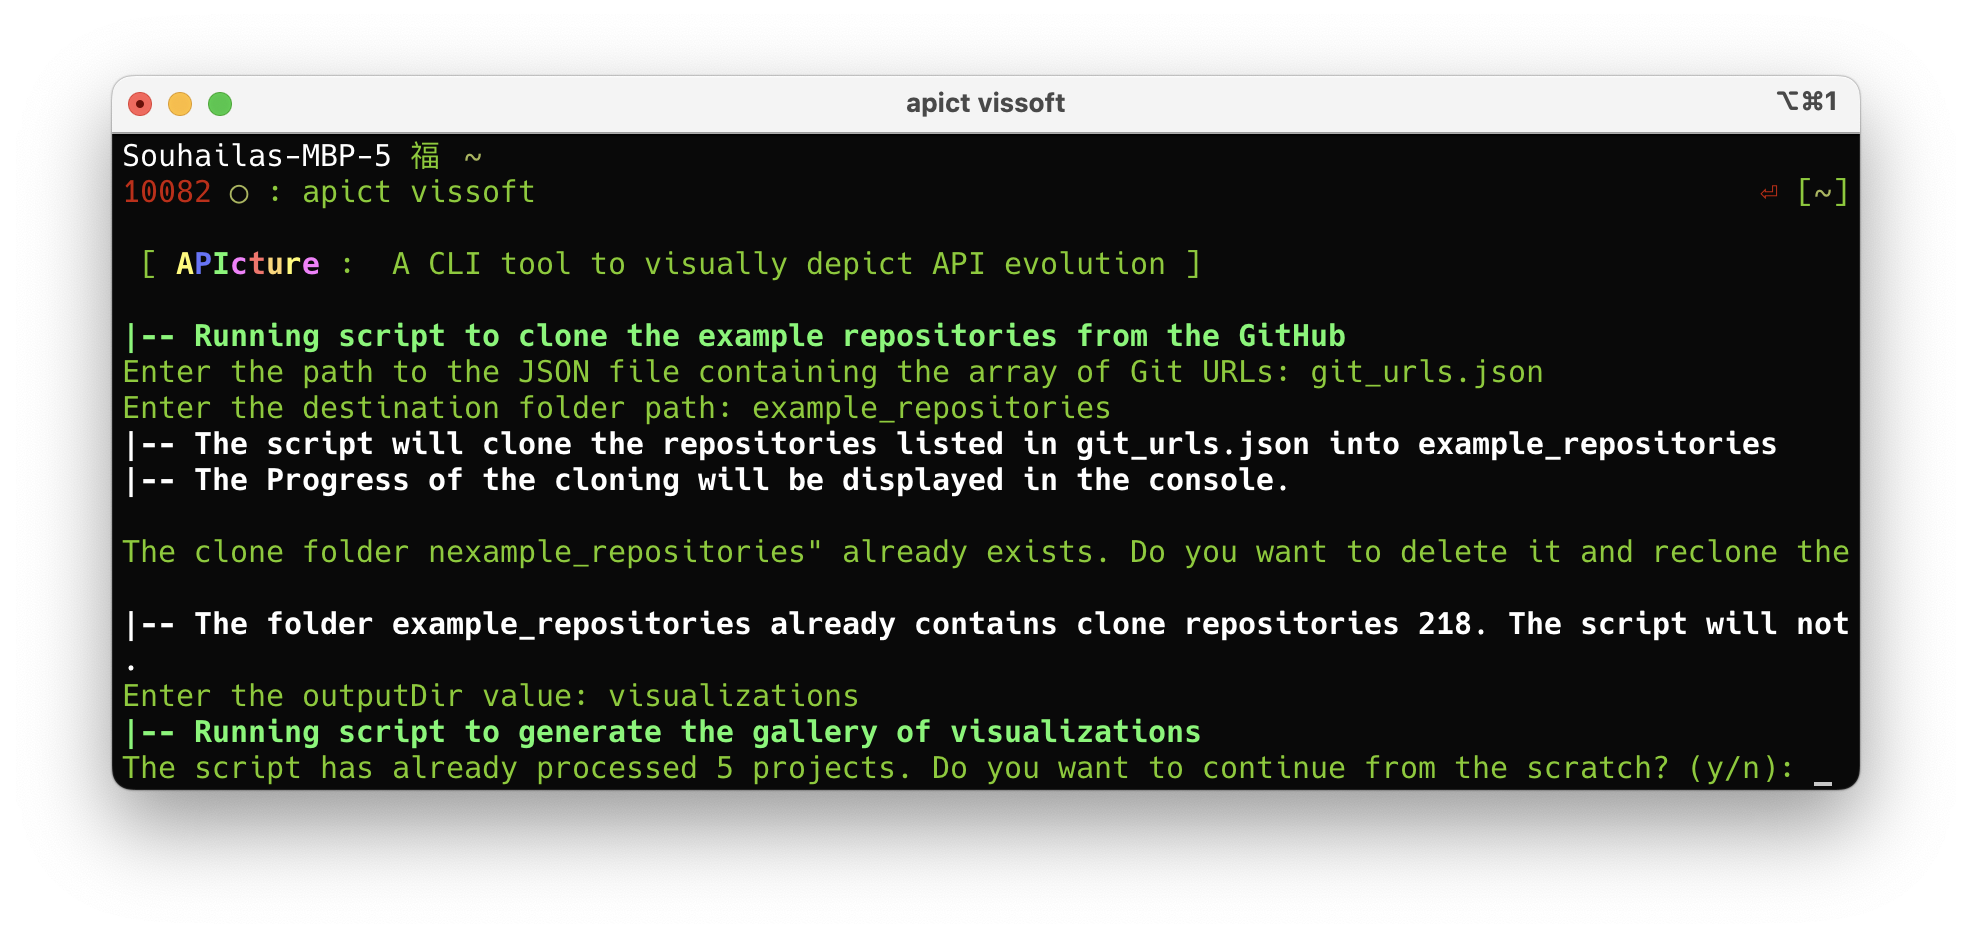 apict vissoft
⌥⌘1
Souhailas-MBP-5 福 ~
10082 ○ : apict vissoft ⏎ [~]
[ APIcture :  A CLI tool to visually depict API evolution ]
|-- Running script to clone the example repositories from the GitHub
Enter the path to the JSON file containing the array of Git URLs: git_urls.json
Enter the destination folder path: example_repositories
|-- The script will clone the repositories listed in git_urls.json into example_repositories
|-- The Progress of the cloning will be displayed in the console.
The clone folder nexample_repositories" already exists. Do you want to delete it and reclone the
|-- The folder example_repositories already contains clone repositories 218. The script will not
.
Enter the outputDir value: visualizations
|-- Running script to generate the gallery of visualizations
The script has already processed 5 projects. Do you want to continue from the scratch? (y/n): _